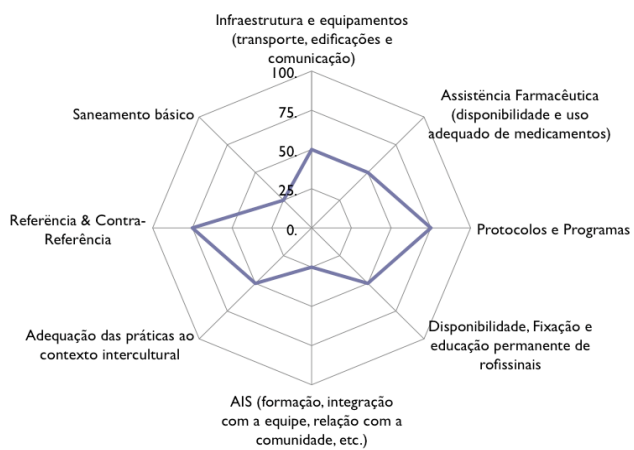 Infraestrutura e equipamentos
(transporte, edificações e
comunicação)
100.
75.
50.
25.
0.
Assistëncia Farmacêutica
(disponibilidade e uso
adequado de medicamentos)
Protocolos e Programas
Disponibilidade, Fixação e
educação permanente de
rofissinais
AIS (formação, integração
com a equipe, relação com a
comunidade, etc.)
Adequação das práticas ao
contexto intercultural
Referëncia & Contra-
Referência
Saneamento básico